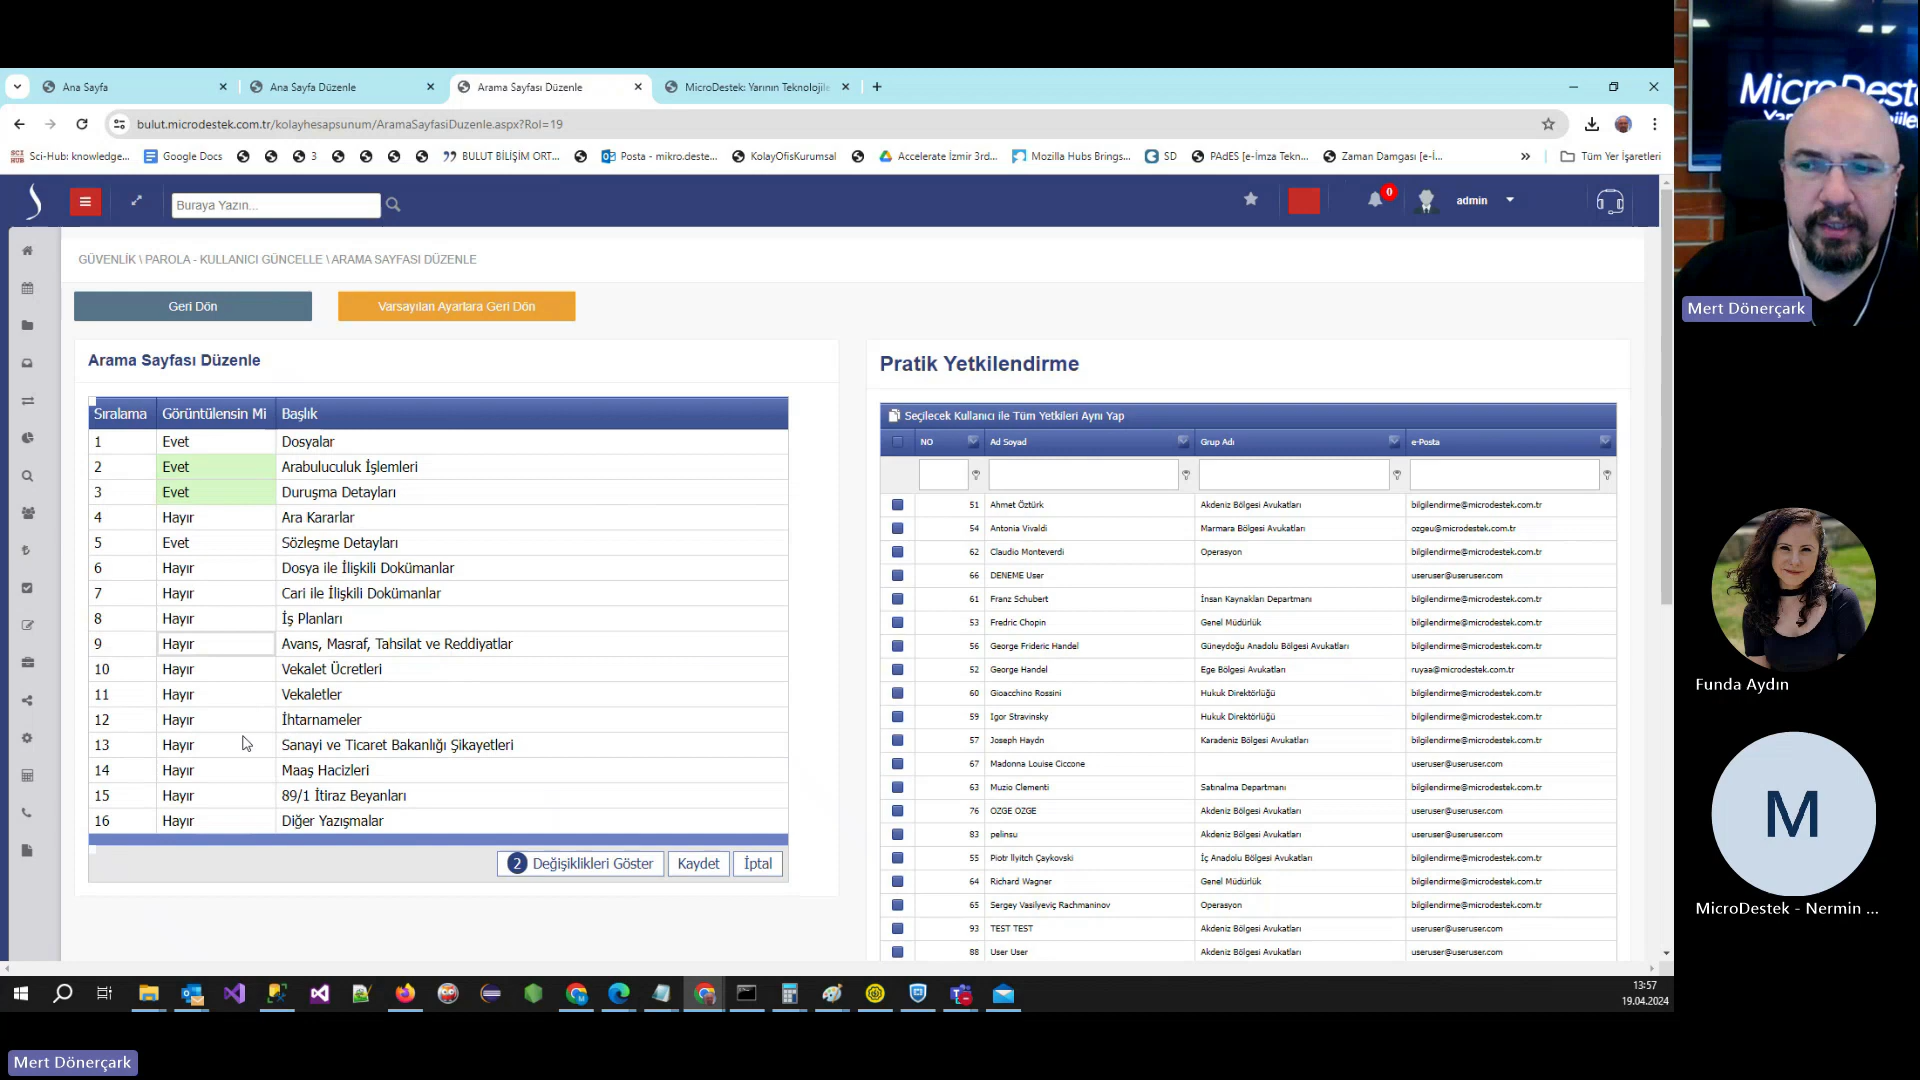 Ana Sayfa
Ana Sayfa Düzenle
Arama Sayfası Düzenle
MicroDestek: Yarının Teknolojile
bulut.microdestek.com.tr/kolayhesapsunum/AramaSayfasiDuzenle.aspx?Rol=19
Sci-Hub: knowledge...
Google Docs
3
BULUT BİLİŞİM ORT...
Posta - mikro.deste...
KolayOfisKurumsal
Accelerate İzmir 3rd...
Mozilla Hubs Brings...
SD
PAdES [e-İmza Tekn...
Zaman Damgası [e-İ...
Tüm Yer İşaretleri
Buraya Yazın...
0
admin
GÜVENLİK \ PAROLA - KULLANICI GÜNCELLE \ ARAMA SAYFASI DÜZENLE
Geri Dön
Varsayılan Ayarlara Geri Dön
Arama Sayfası Düzenle
Sıralama Görüntülensin Mi Başlık
1 Evet Dosyalar
2 Evet Arabuluculuk İşlemleri
3 Evet Duruşma Detayları
4 Hayır Ara Kararlar
5 Evet Sözleşme Detayları
6 Hayır Dosya ile İlişkili Dokümanlar
7 Hayır Cari ile İlişkili Dokümanlar
8 Hayır İş Planları
9 Hayır Avans, Masraf, Tahsilat ve Reddiyatlar
10 Hayır Vekalet Ücretleri
11 Hayır Vekaletler
12 Hayır İhtarnameler
13 Hayır Sanayi ve Ticaret Bakanlığı Şikayetleri
14 Hayır Maaş Hacizleri
15 Hayır 89/1 İtiraz Beyanları
16 Hayır Diğer Yazışmalar
2 Değişiklikleri Göster Kaydet İptal
Pratik Yetkilendirme
Seçilecek Kullanıcı ile Tüm Yetkileri Aynı Yap
NO Ad Soyad Grup Adı e-Posta
51 Ahmet Öztürk Akdeniz Bölgesi Avukatları bilgilendirme@microdestek.com.tr
54 Antonia Vivaldi Marmara Bölgesi Avukatları ozgeu@microdestek.com.tr
62 Claudio Monteverdi Operasyon bilgilendirme@microdestek.com.tr
66 DENEME User useruser@useruser.com
61 Franz Schubert İnsan Kaynakları Departmanı bilgilendirme@microdestek.com.tr
53 Fredric Chopin Genel Müdürlük bilgilendirme@microdestek.com.tr
56 George Frideric Handel Güneydoğu Anadolu Bölgesi Avukatları bilgilendirme@microdestek.com.tr
52 George Handel Ege Bölgesi Avukatları ruyaa@microdestek.com.tr
60 Gioacchino Rossini Hukuk Direktörlüğü bilgilendirme@microdestek.com.tr
59 Igor Stravinsky Hukuk Direktörlüğü bilgilendirme@microdestek.com.tr
57 Joseph Haydn Karadeniz Bölgesi Avukatları bilgilendirme@microdestek.com.tr
67 Madonna Louise Ciccone useruser@useruser.com
63 Muzio Clementi Satınalma Departmanı bilgilendirme@microdestek.com.tr
76 OZGE OZGE Akdeniz Bölgesi Avukatları useruser@useruser.com
83 pelinsu Akdeniz Bölgesi Avukatları useruser@useruser.com
55 Piotr İlyitch Çaykovski İç Anadolu Bölgesi Avukatları bilgilendirme@microdestek.com.tr
64 Richard Wagner Genel Müdürlük bilgilendirme@microdestek.com.tr
65 Sergey Vasilyeviç Rachmaninov Operasyon bilgilendirme@microdestek.com.tr
93 TEST TEST Akdeniz Bölgesi Avukatları useruser@useruser.com
88 User User Akdeniz Bölgesi Avukatları useruser@useruser.com
13:57
19.04.2024
Mert Dönerçark
Funda Aydın
M
MicroDestek - Nermin ...
Mert Dönerçark